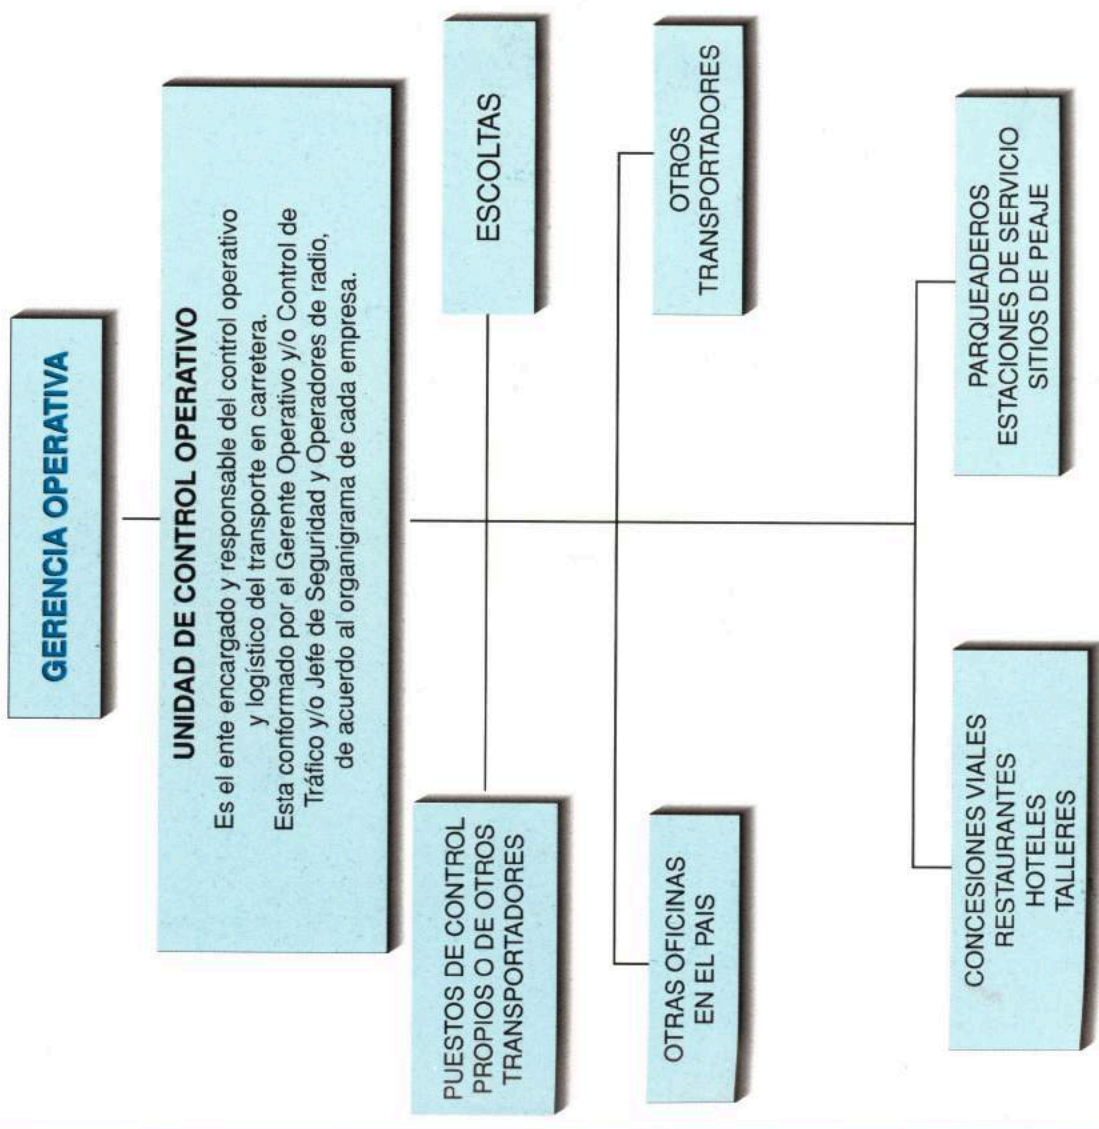 GERENCIA OPERATIVA
UNIDAD DE CONTROL OPERATIVO
Es el ente encargado y responsable del control operativo
y logístico del transporte en carretera.
Esta conformado por el Gerente Operativo y/o Control de
Tráfico y/o Jefe de Seguridad y Operadores de radio,
de acuerdo al organigrama de cada empresa.
PUESTOS DE CONTROL
PROPIOS O DE OTROS
TRANSPORTADORES
ESCOLTAS
OTRAS OFICINAS
EN EL PAIS
OTROS
TRANSPORTADORES
CONCESIONES VIALES
RESTAURANTES
HOTELES
TALLERES
PARQUEADEROS
ESTACIONES DE SERVICIO
SITIOS DE PEAJE